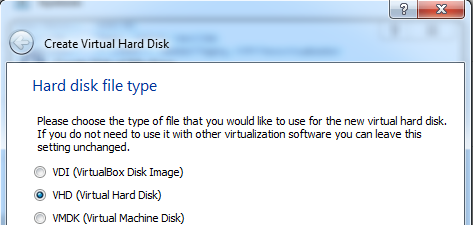 Create Virtual Hard Disk
Hard disk file type
Please choose the type of file that you would like to use for the new virtual hard disk.
If you do not need to use it with other virtualization software you can leave this
setting unchanged.
VDI (VirtualBox Disk Image)
VHD (Virtual Hard Disk)
VMDK (Virtual Machine Disk)